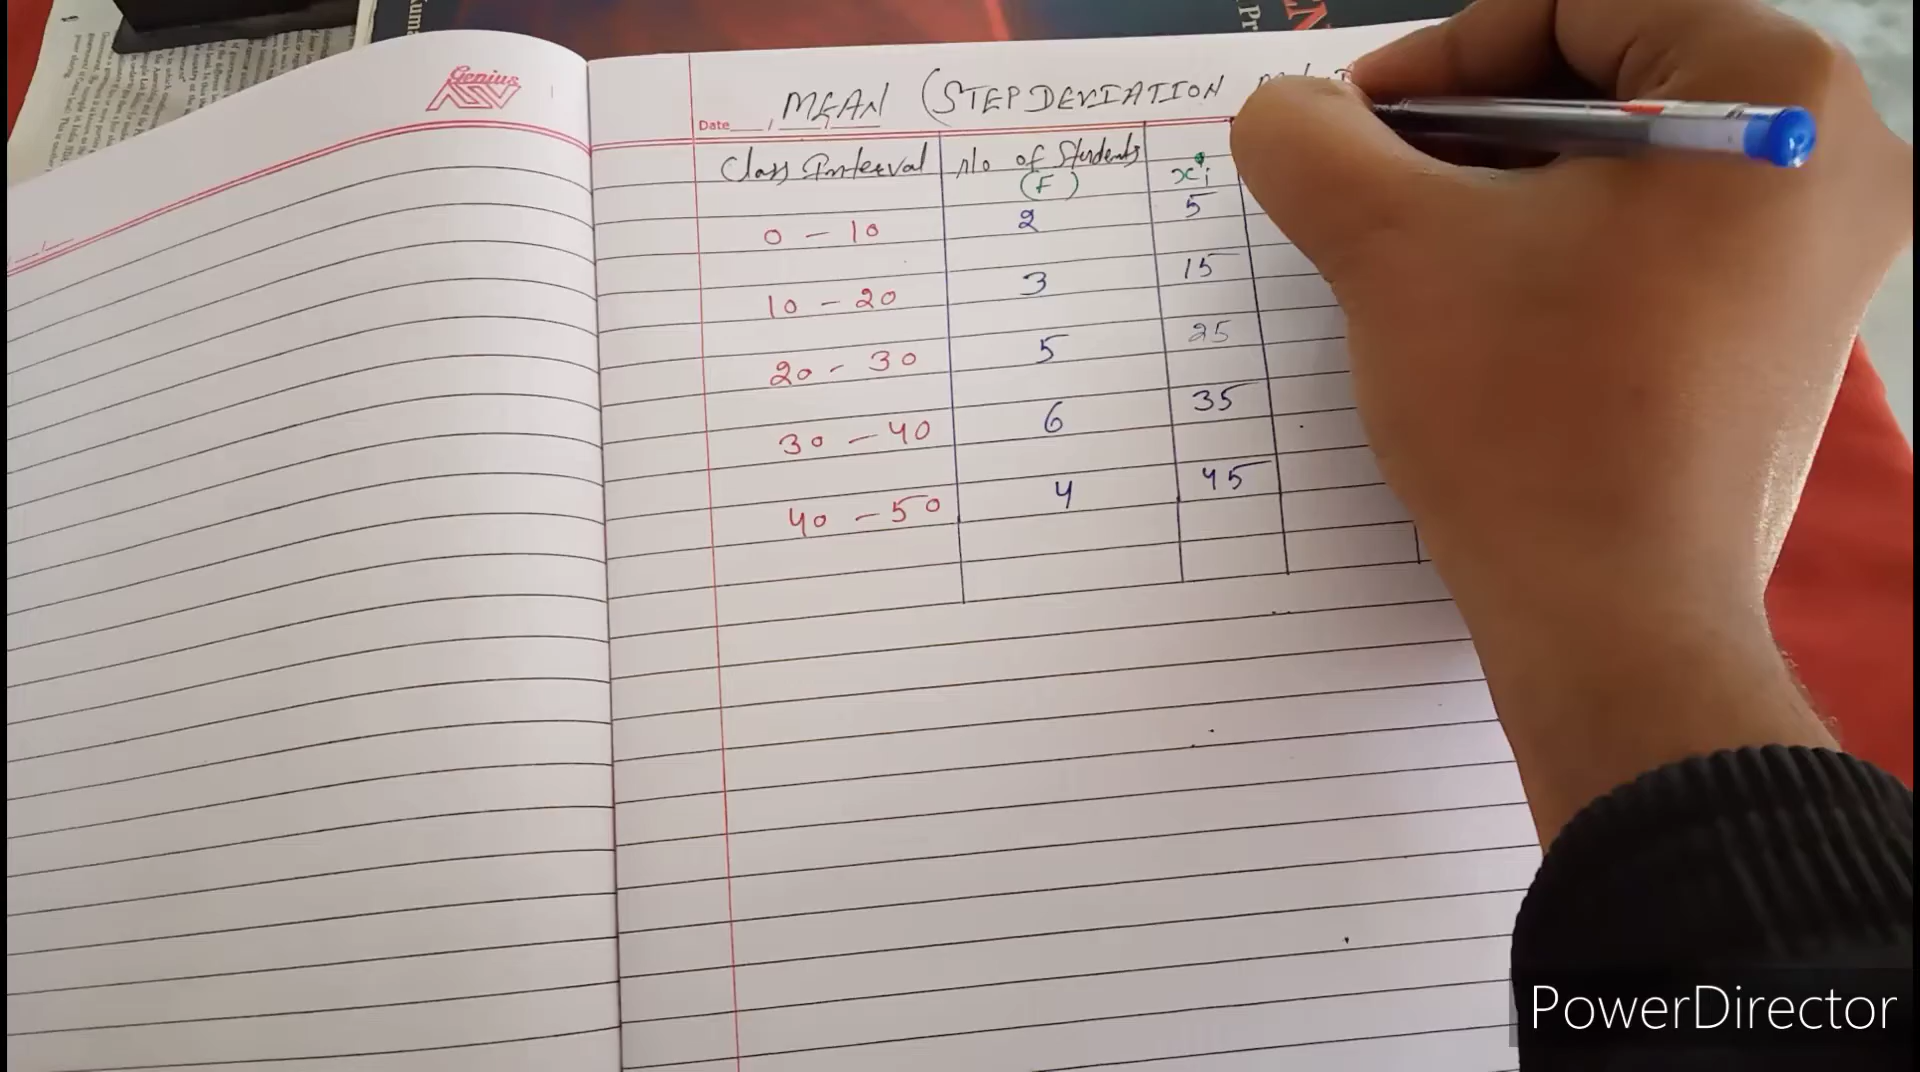 Genius
MEAN (STEP DEVIATION
Date
Class Interval No of Students xi
(F)
0 - 10 2 5
10 - 20 3 15
20 - 30 5 25
30 - 40 6 35
40 - 50 4 45
PowerDirector